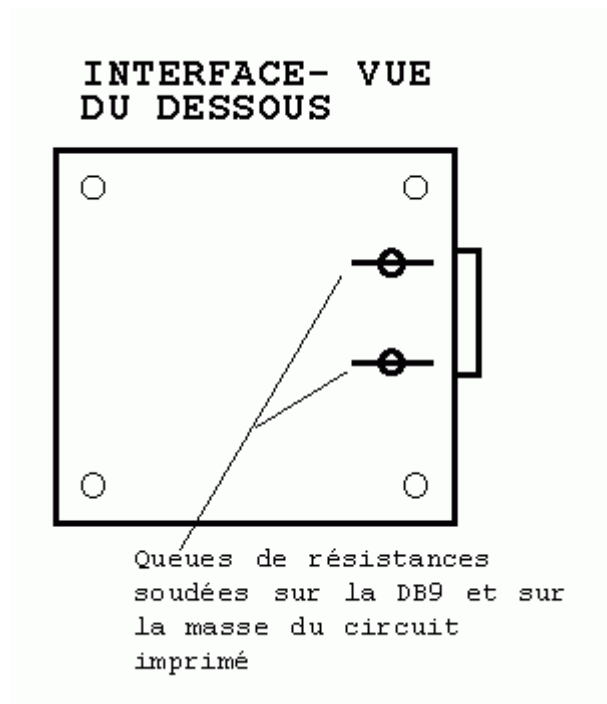 INTERFACE- VUE
DU DESSOUS
Queues de résistances
soudées sur la DB9 et sur
la masse du circuit
imprimé